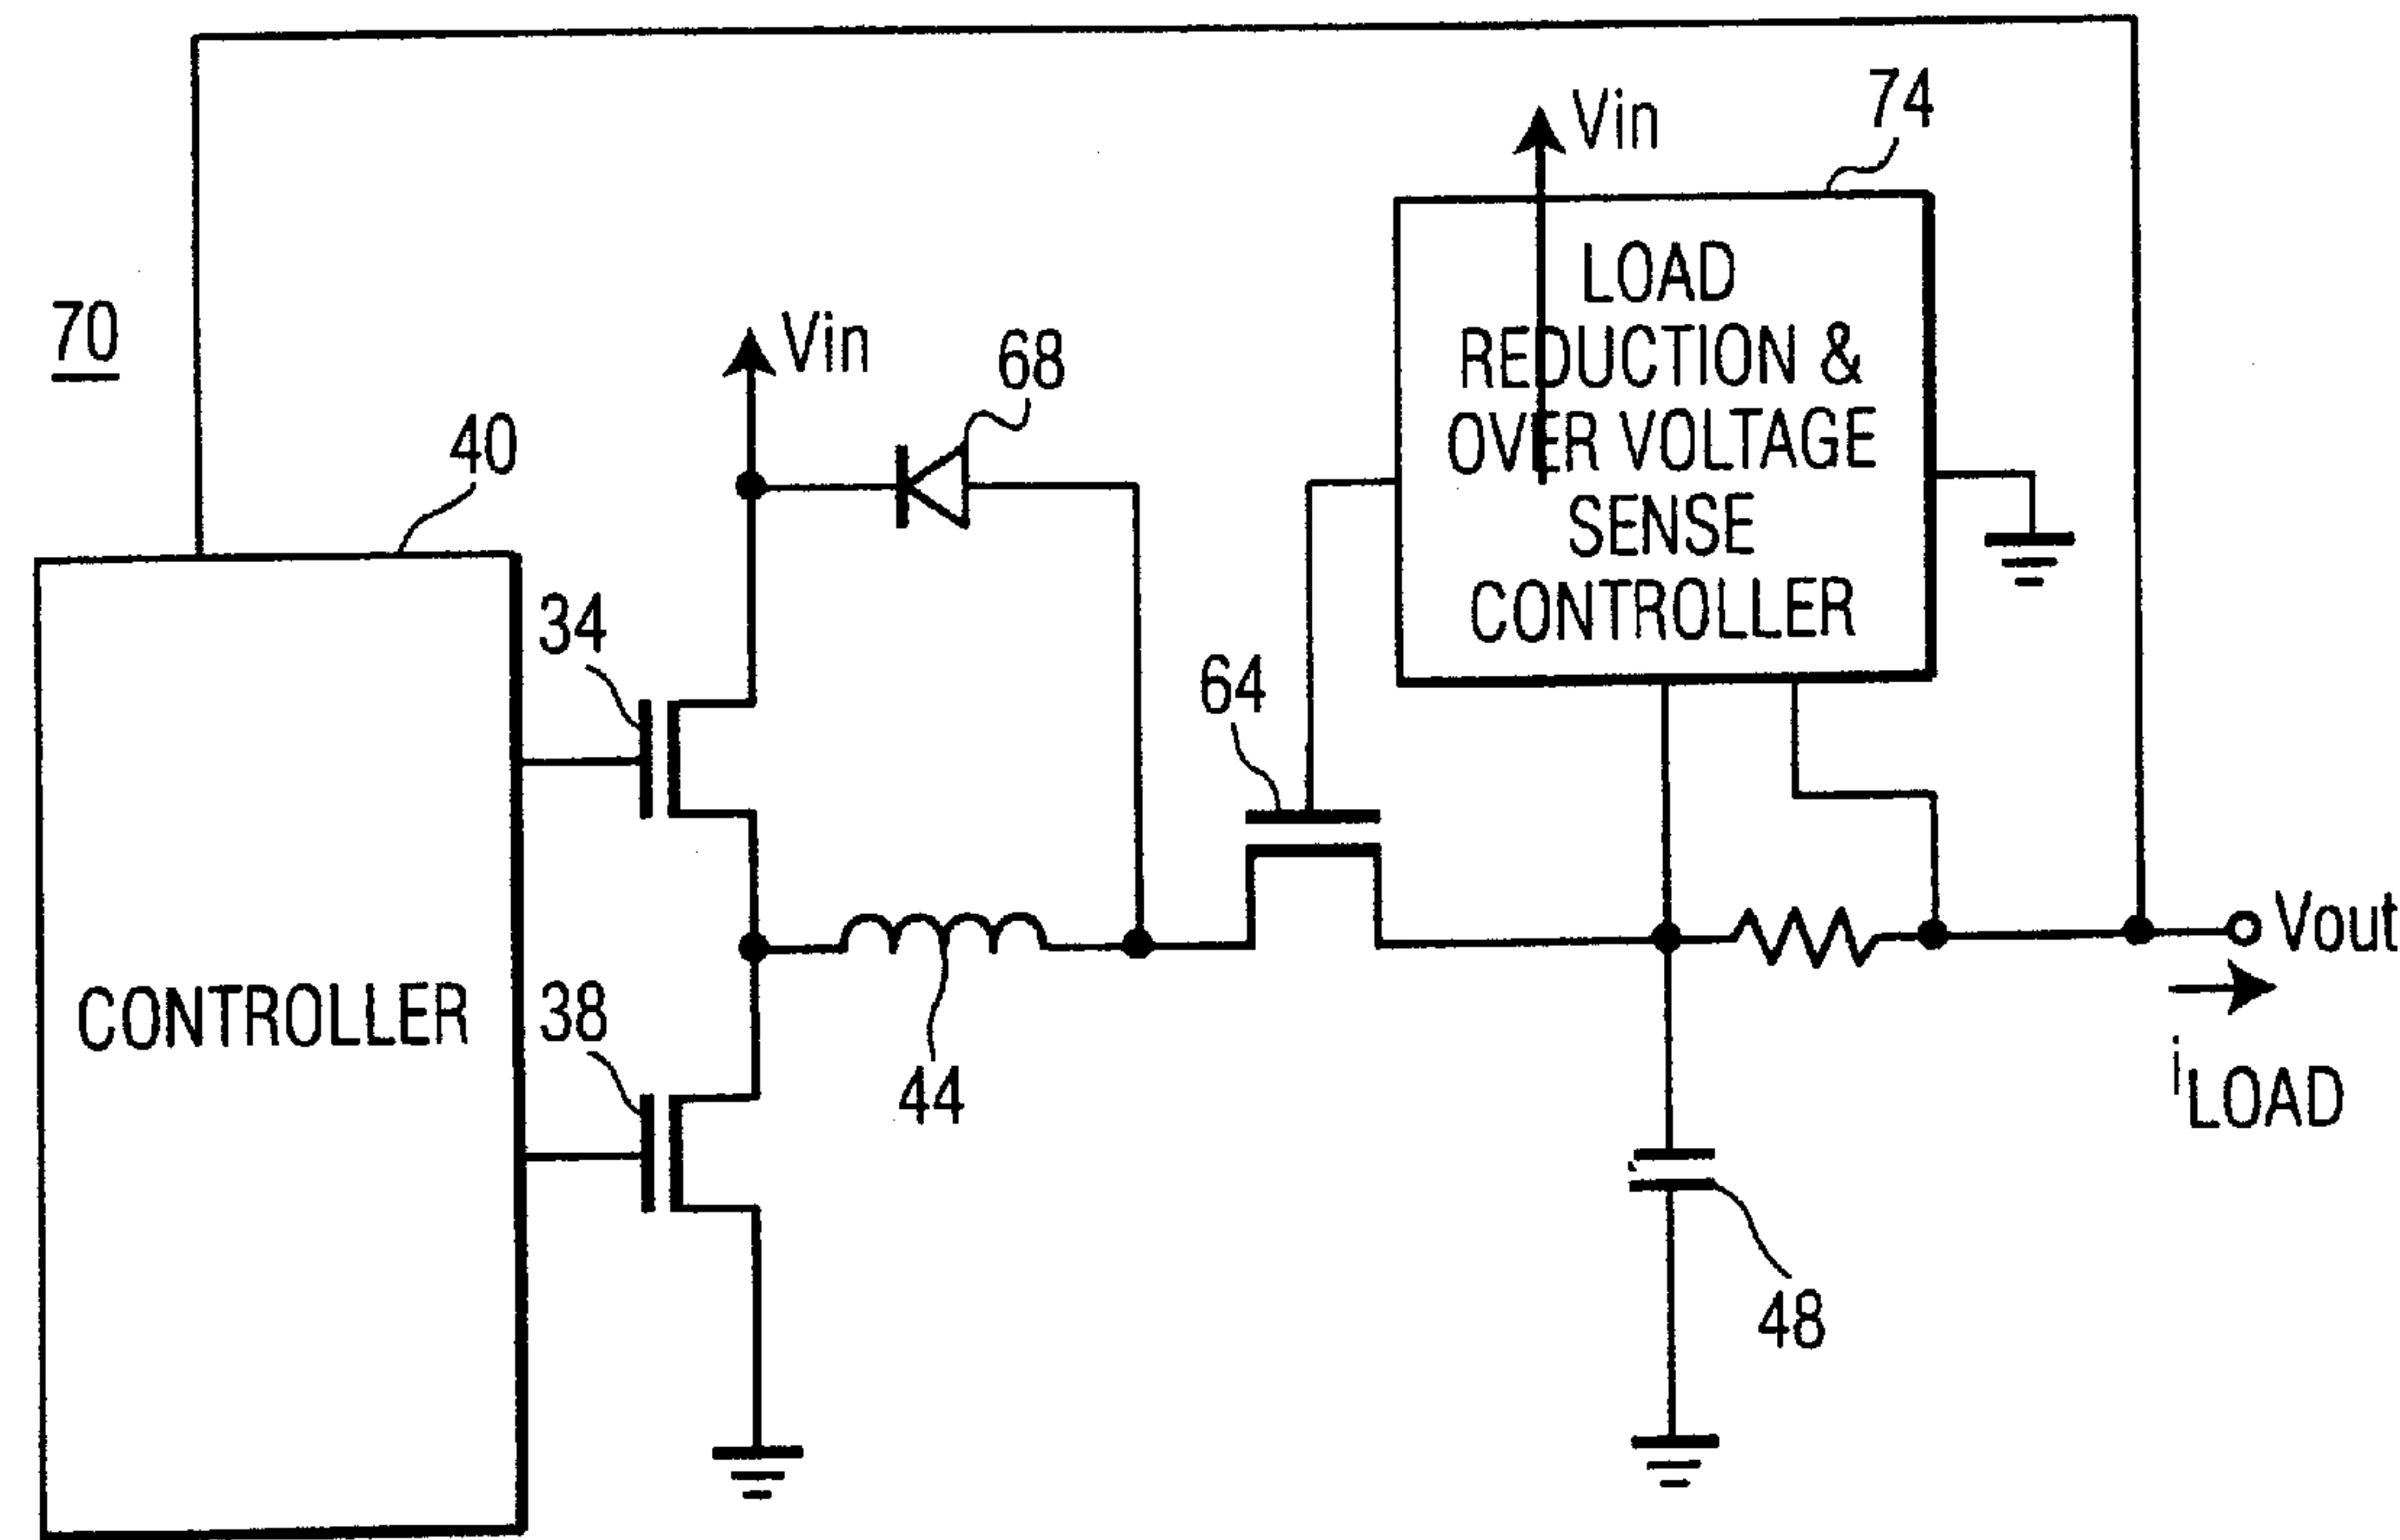 74
Vin
LOAD
REDUCTION &
OVER VOLTAGE
SENSE
CONTROLLER
70
Vin
68
40
34
64
Vout
iLOAD
CONTROLLER
38
44
48